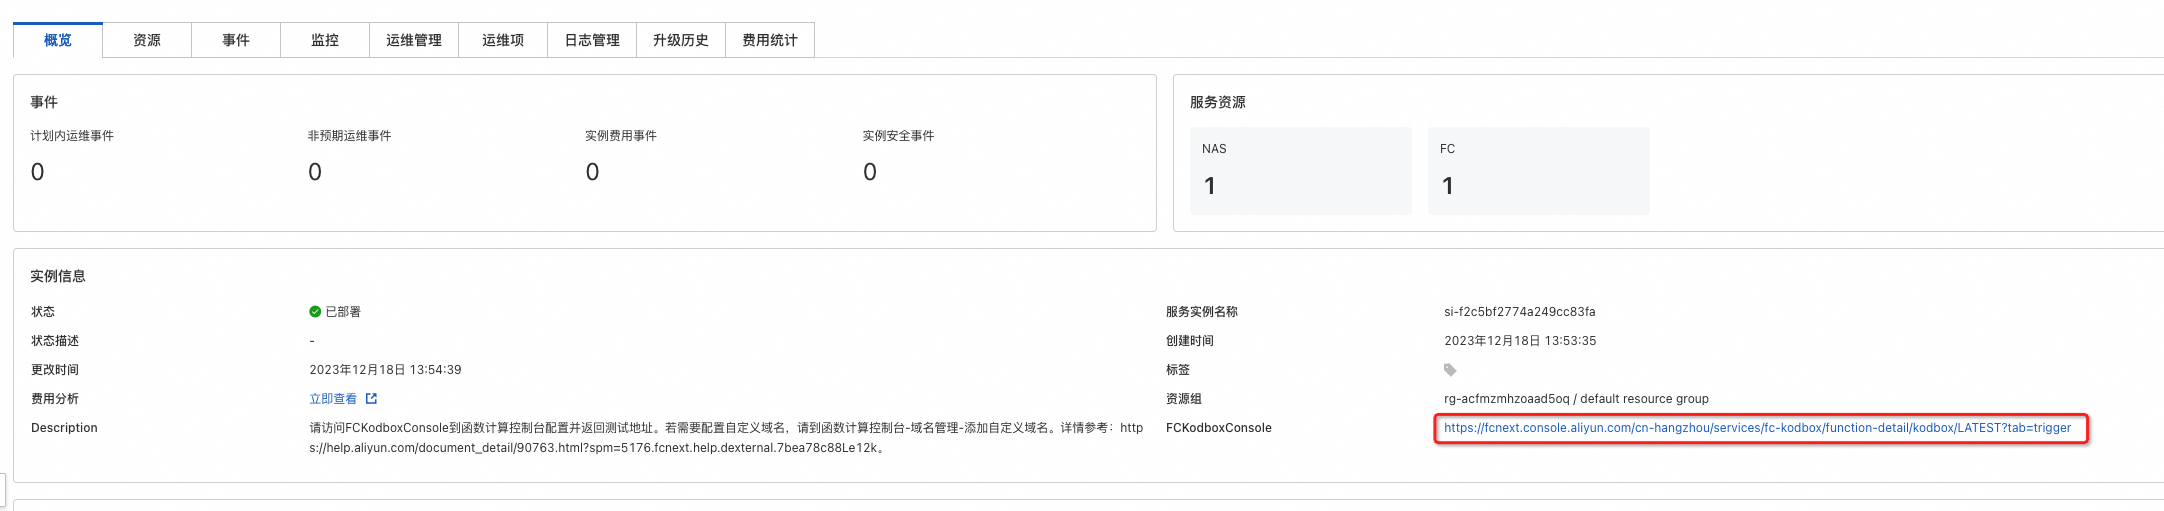 概览 资源 事件 监控 运维管理 运维项 日志管理 升级历史 费用统计
事件
计划内运维事件 非预期运维事件 实例费用事件 实例安全事件
0 0 0 0
服务资源
NAS FC
1 1
实例信息
状态 已部署 服务实例名称 si-f2c5bf2774a249cc83fa
状态描述 - 创建时间 2023年12月18日 13:53:35
更改时间 2023年12月18日 13:54:39 标签
费用分析 立即查看 资源组 rg-acfmzmhzoaad5oq / default resource group
Description 请访问FCKodboxConsole到函数计算控制台配置并返回测试地址。若需要配置自定义域名，请到函数计算控制台-域名管理-添加自定义域名。详情参考：http
s://help.aliyun.com/document_detail/90763.html?spm=5176.fcnext.help.dexternal.7bea78c88Le12k。
FCKodboxConsole https://fcnext.console.aliyun.com/cn-hangzhou/services/fc-kodbox/function-detail/kodbox/LATEST?tab=trigger